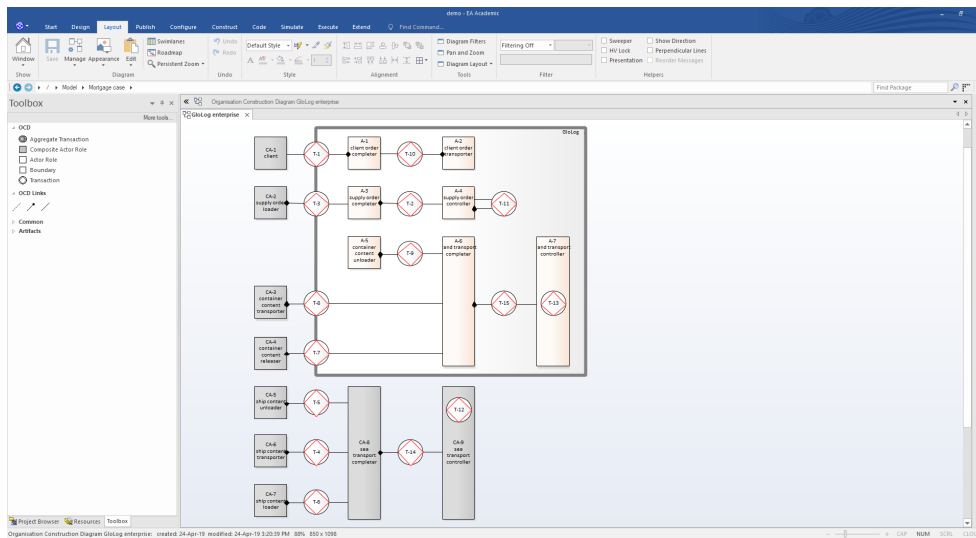 demo - EA Academic
Start Design Layout Publish Configure Construct Code Simulate Execute Extend Find Command...
Window Save Manage Appearance Edit
Swimlanes
Roadmap
Persistent Zoom
Undo
Redo
Default Style
Diagram Filters
Pan and Zoom
Diagram Layout
Filtering Off
Sweeper
HV Lock
Presentation
Show Direction
Perpendicular Lines
Reorder Messages
Show Diagram Undo Style Alignment Tools Filter Helpers
/ Model Mortgage case
Find Package
Toolbox
More tools...
OCD
Aggregate Transaction
Composite Actor Role
Actor Role
Boundary
Transaction
OCD Links
Common
Artifacts
Organisation Construction Diagram GloLog enterprise
GloLog enterprise
GloLog
CA-1
client
T-1
A-1
client order
completer
T-10
A-2
client order
transporter
CA-2
supply order
loader
T-3
A-3
supply order
completer
T-2
A-4
supply order
controller
T-11
A-5
container
content
unloader
T-9
A-6
and transport
completer
A-7
and transport
controller
CA-3
container
content
transporter
T-8
T-15
T-13
CA-4
container
content
releaser
T-7
CA-5
ship content
unloader
T-5
T-12
CA-6
ship content
transporter
T-4
CA-8
sea
transport
completer
T-14
CA-9
sea
transport
controller
CA-7
ship content
loader
T-6
Project Browser Resources Toolbox
Organisation Construction Diagram GloLog enterprise: created: 24-Apr-19 modified: 24-Apr-19 3:20:39 PM 88% 850 x 1098
CAP NUM SCRL CLO